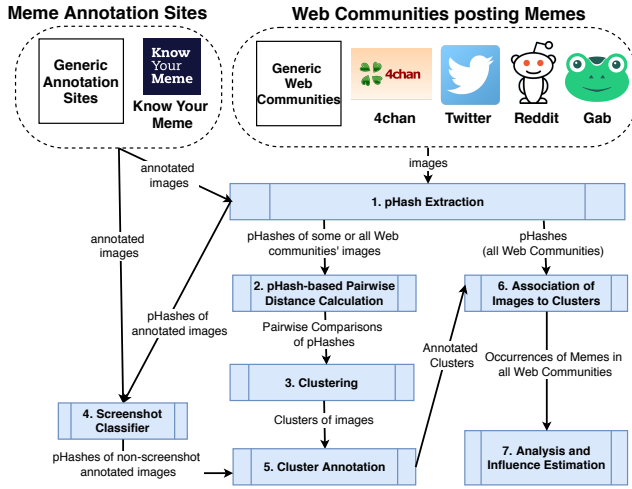 Meme Annotation Sites
Web Communities posting Memes
Generic
Annotation
Sites
Know
Your
Meme
Know Your
Meme
Generic
Web
Communities
4chan
4chan
Twitter
Reddit
Gab
annotated
images
images
1. pHash Extraction
annotated
images
pHashes of some or all Web
communities' images
pHashes
(all Web Communities)
2. pHash-based Pairwise
Distance Calculation
6. Association of
Images to Clusters
pHashes of
annotated images
Pairwise Comparisons
of pHashes
Annotated
Clusters
Occurrences of Memes in
all Web Communities
3. Clustering
4. Screenshot
Classifier
Clusters of images
pHashes of non-screenshot
annotated images
5. Cluster Annotation
7. Analysis and
Influence Estimation